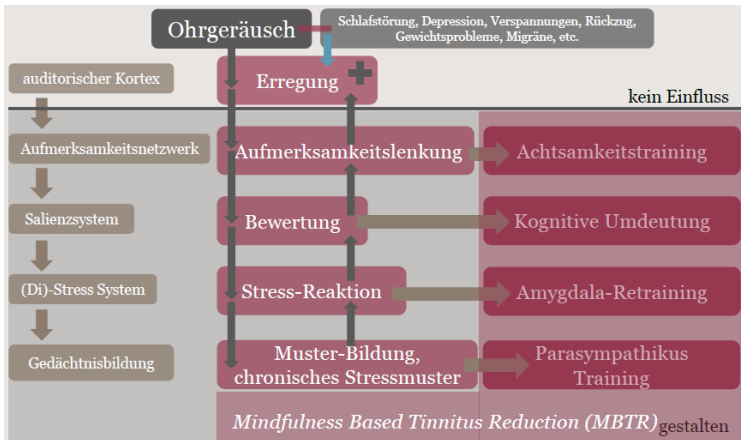 Ohrgeräusch
Schlafstörung, Depression, Verspannungen, Rückzug,
Gewichtsprobleme, Migräne, etc.
auditorischer Kortex
Erregung
kein Einfluss
Aufmerksamkeitsnetzwerk
Aufmerksamkeitslenkung
Achtsamkeitstraining
Salienzsystem
Bewertung
Kognitive Umdeutung
(Di)-Stress System
Stress-Reaktion
Amygdala-Retraining
Gedächtnisbildung
Muster-Bildung,
chronisches Stressmuster
Parasympathikus
Training
Mindfulness Based Tinnitus Reduction (MBTR)
gestalten